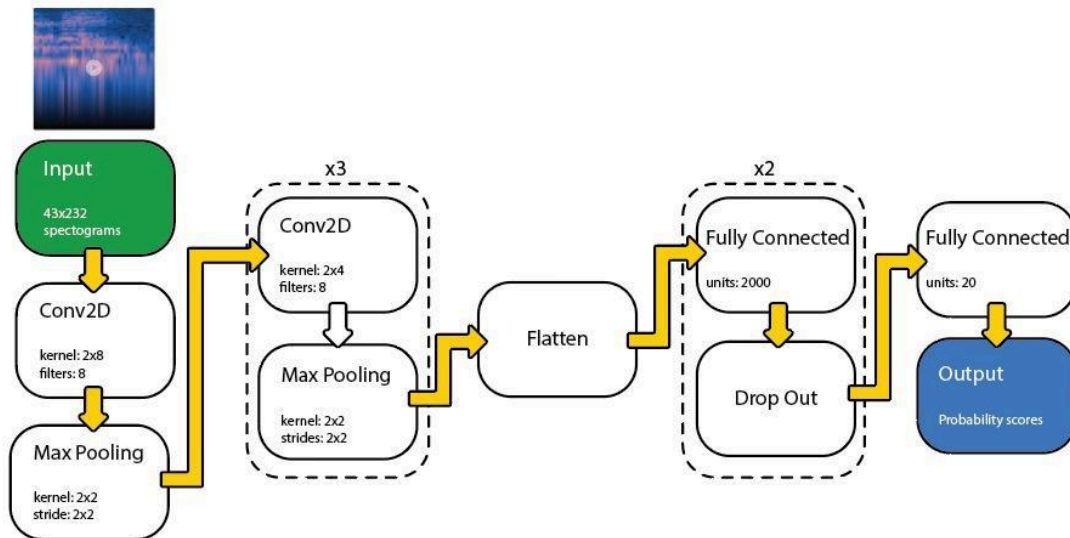 Input
43x232
spectograms
Conv2D
kernel: 2x8
filters: 8
Max Pooling
kernel: 2x2
stride: 2x2
x3
Conv2D
kernel: 2x4
filters: 8
Max Pooling
kernel: 2x2
strides: 2x2
Flatten
x2
Fully Connected
units: 2000
Drop Out
Fully Connected
units: 20
Output
Probability scores